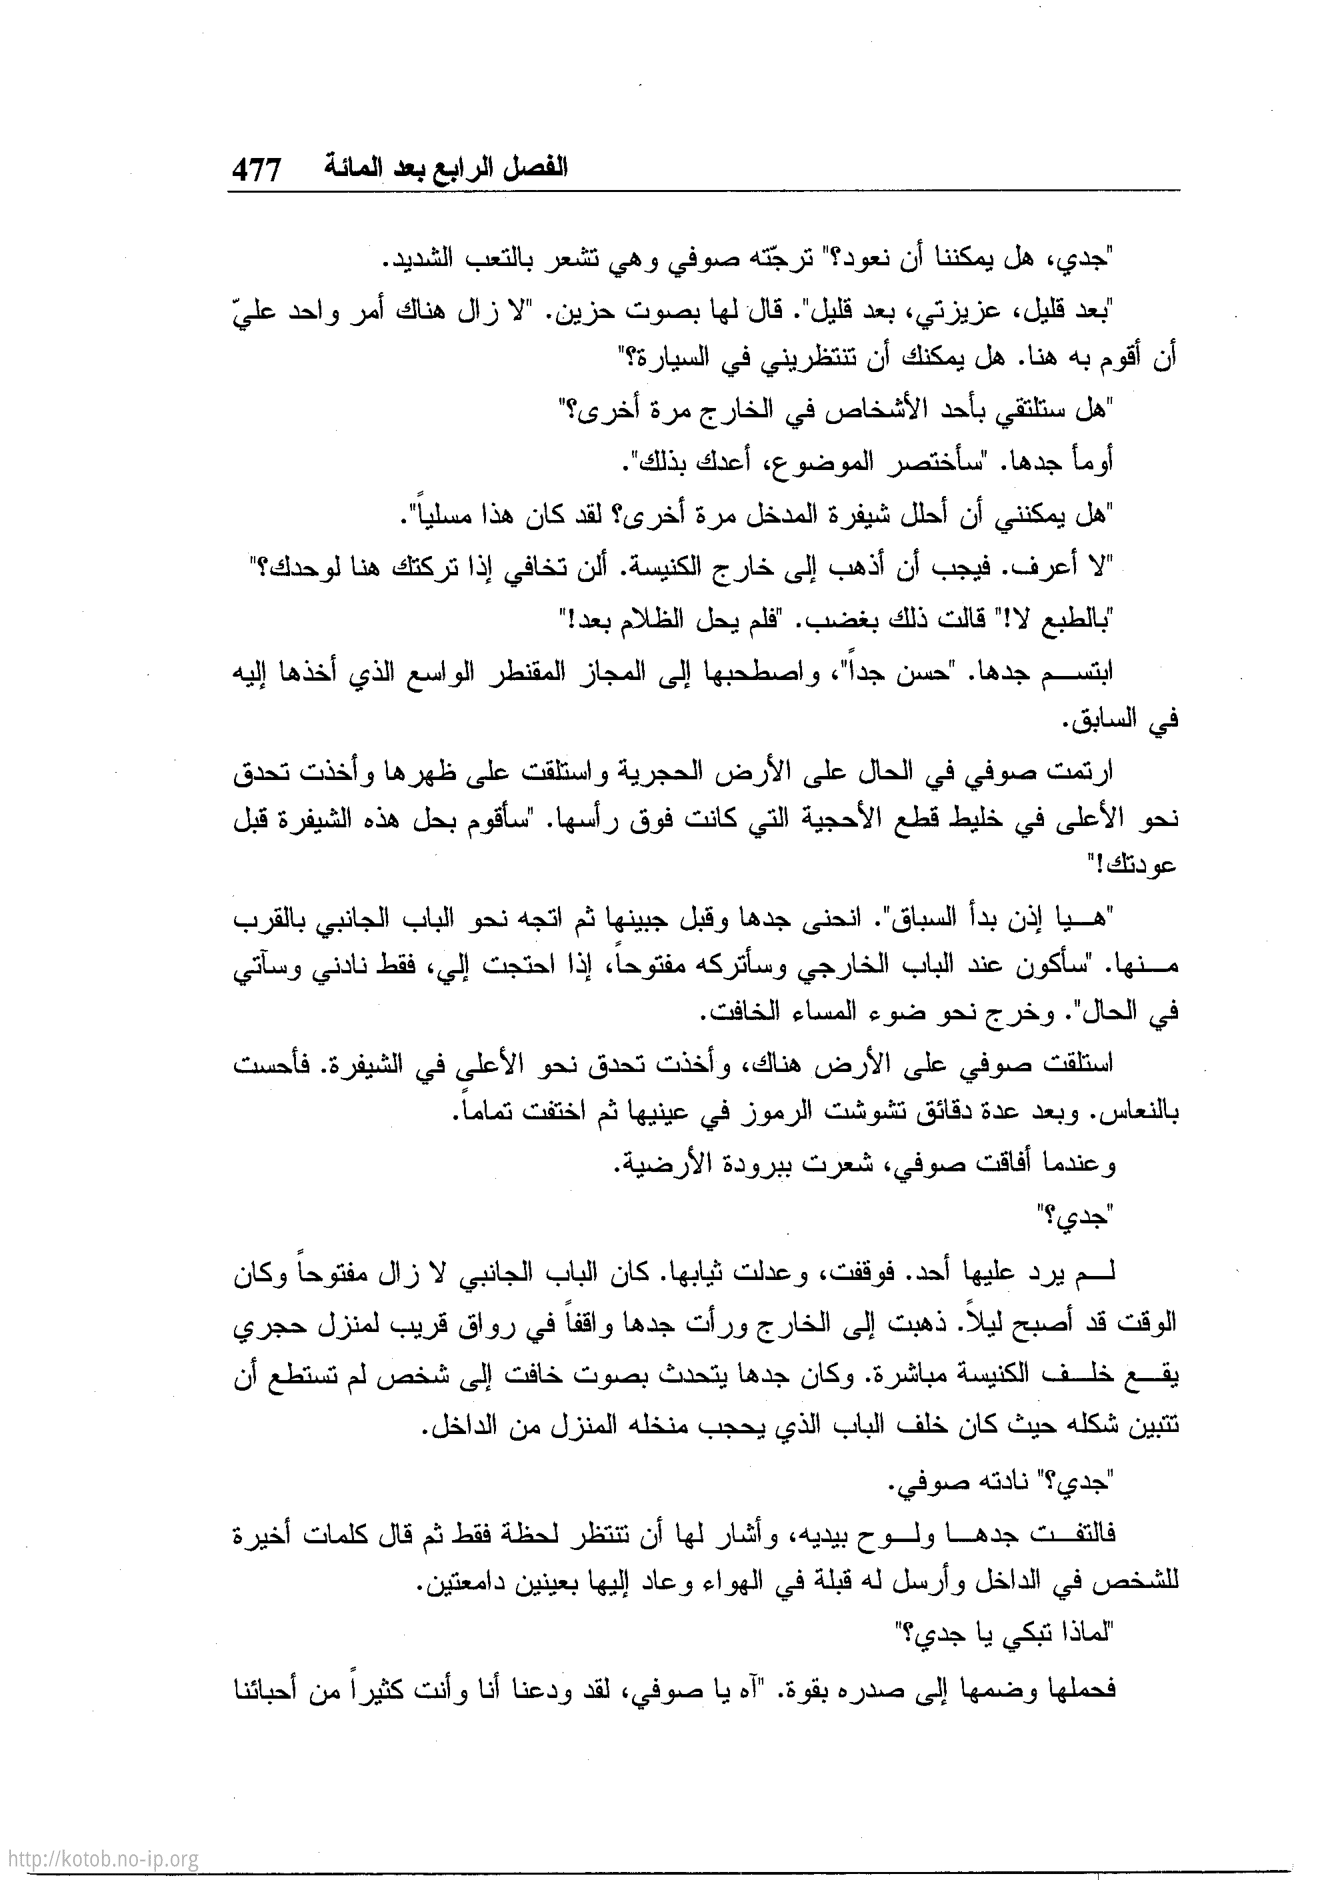 الفصل الرابع بعد المائة 477
"جدي، هل يمكننا أن نعود؟" ترجّته صوفي وهي تشعر بالتعب الشديد.
"بعد قليل، عزيزتي، بعد قليل". قال لها بصوت حزين. "لا زال هناك أمر واحد عليّ
أن أقوم به هنا. هل يمكنك أن تنتظريني في السيارة؟"
"هل ستلتقي بأحد الأشخاص في الخارج مرة أخرى؟"
أومأ جدها. "سأختصر الموضوع، أعدك بذلك".
"هل يمكنني أن أحلل شيفرة المدخل مرة أخرى؟ لقد كان هذا مسلياً".
"لا أعرف. فيجب أن أذهب إلى خارج الكنيسة. ألن تخافي إذا تركتك هنا لوحدك؟"
"بالطبع لا!" قالت ذلك بغضب. "فلم يحل الظلام بعد!"
ابتسم جدها. "حسن جداً"، واصطحبها إلى المجاز المقنطر الواسع الذي أخذها إليه
في السابق.
ارتمت صوفي في الحال على الأرض الحجرية واستلقت على ظهرها وأخذت تحدق
نحو الأعلى في خليط قطع الأحجية التي كانت فوق رأسها. "سأقوم بحل هذه الشيفرة قبل
عودتك!"
"هيا إذن بدأ السباق". انحنى جدها وقبل جبينها ثم اتجه نحو الباب الجانبي بالقرب
منها. "سأكون عند الباب الخارجي وسأتركه مفتوحاً، إذا احتجت إلي، فقط نادني وسآتي
في الحال". وخرج نحو ضوء المساء الخافت.
استلقت صوفي على الأرض هناك، وأخذت تحدق نحو الأعلى في الشيفرة. فأحست
بالنعاس. وبعد عدة دقائق تشوشت الرموز في عينيها ثم اختفت تماماً.
وعندما أفاقت صوفي، شعرت ببرودة الأرضية.
"جدي؟"
لم يرد عليها أحد. فوقفت، وعدلت ثيابها. كان الباب الجانبي لا زال مفتوحاً وكان
الوقت قد أصبح ليلاً. ذهبت إلى الخارج ورأت جدها واقفاً في رواق قريب لمنزل حجري
يقع خلف الكنيسة مباشرة. وكان جدها يتحدث بصوت خافت إلى شخص لم تستطع أن
تتبين شكله حيث كان خلف الباب الذي يحجب منخله المنزل من الداخل.
"جدي؟" نادته صوفي.
فالتفت جدها ولوح بيديه، وأشار لها أن تنتظر لحظة فقط ثم قال كلمات أخيرة
للشخص في الداخل وأرسل له قبلة في الهواء وعاد إليها بعينين دامعتين.
"لماذا تبكي يا جدي؟"
فحملها وضمها إلى صدره بقوة. "آه يا صوفي، لقد ودعنا أنا وأنت كثيراً من أحبائنا
http://kotob.no-ip.org